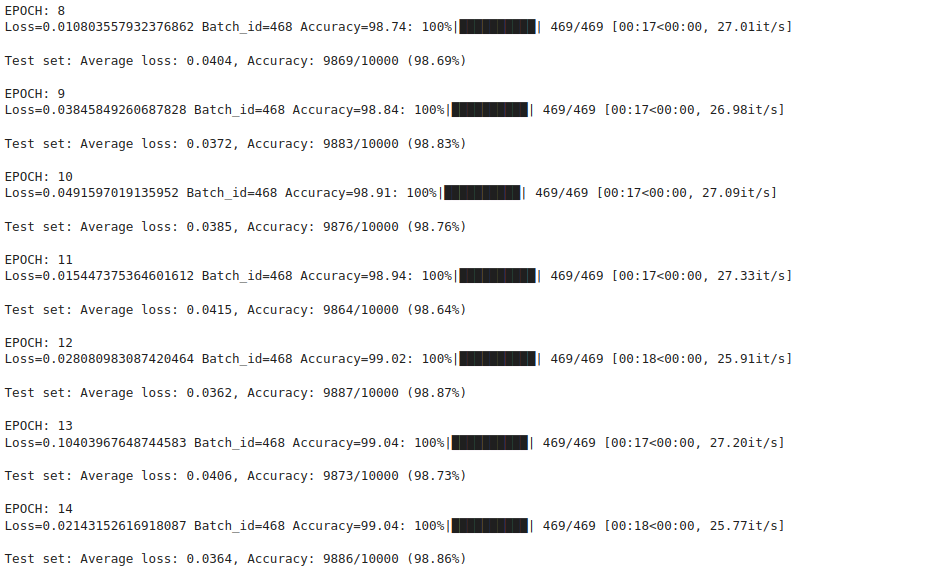 EPOCH: 8
Loss=0.010803557932376862 Batch_id=468 Accuracy=98.74: 100%|██████████| 469/469 [00:17<00:00, 27.01it/s]
Test set: Average loss: 0.0404, Accuracy: 9869/10000 (98.69%)
EPOCH: 9
Loss=0.03845849260687828 Batch_id=468 Accuracy=98.84: 100%|██████████| 469/469 [00:17<00:00, 26.98it/s]
Test set: Average loss: 0.0372, Accuracy: 9883/10000 (98.83%)
EPOCH: 10
Loss=0.0491597019135952 Batch_id=468 Accuracy=98.91: 100%|██████████| 469/469 [00:17<00:00, 27.09it/s]
Test set: Average loss: 0.0385, Accuracy: 9876/10000 (98.76%)
EPOCH: 11
Loss=0.015447375364601612 Batch_id=468 Accuracy=98.94: 100%|██████████| 469/469 [00:17<00:00, 27.33it/s]
Test set: Average loss: 0.0415, Accuracy: 9864/10000 (98.64%)
EPOCH: 12
Loss=0.028080983087420464 Batch_id=468 Accuracy=99.02: 100%|██████████| 469/469 [00:18<00:00, 25.91it/s]
Test set: Average loss: 0.0362, Accuracy: 9887/10000 (98.87%)
EPOCH: 13
Loss=0.10403967648744583 Batch_id=468 Accuracy=99.04: 100%|██████████| 469/469 [00:17<00:00, 27.20it/s]
Test set: Average loss: 0.0406, Accuracy: 9873/10000 (98.73%)
EPOCH: 14
Loss=0.02143152616918087 Batch_id=468 Accuracy=99.04: 100%|██████████| 469/469 [00:18<00:00, 25.77it/s]
Test set: Average loss: 0.0364, Accuracy: 9886/10000 (98.86%)